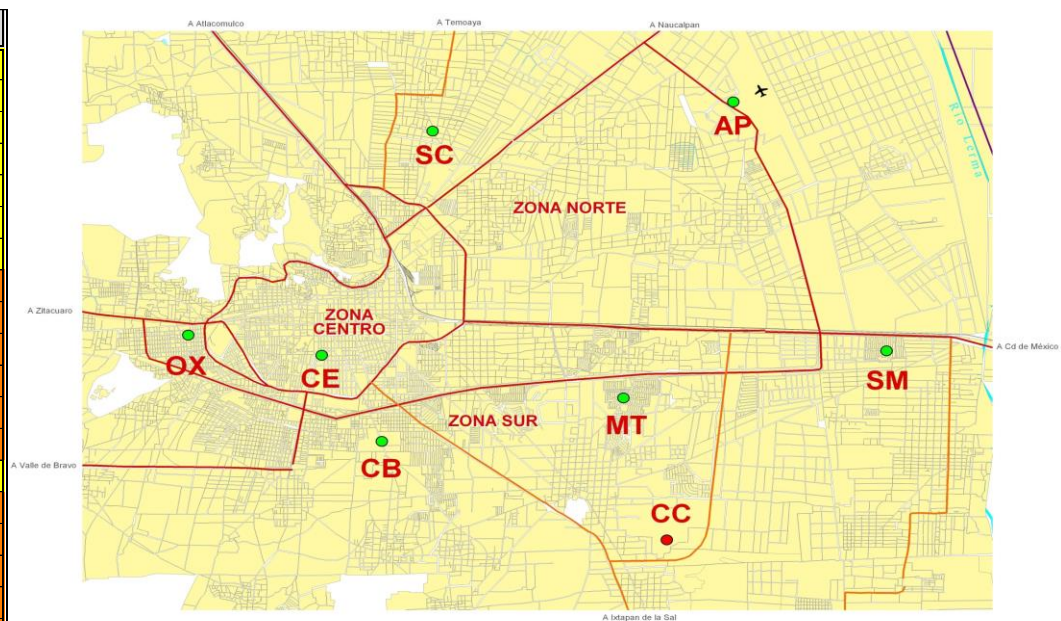 A Atlacomulco
A Temoaya
A Naucalpan
AP
SC
Río Lerma
ZONA NORTE
A Zitacuaro
ZONA
CENTRO
A Cd de México
OX
CE
SM
MT
ZONA SUR
CB
A Valle de Bravo
CC
A Ixtapan de la Sal